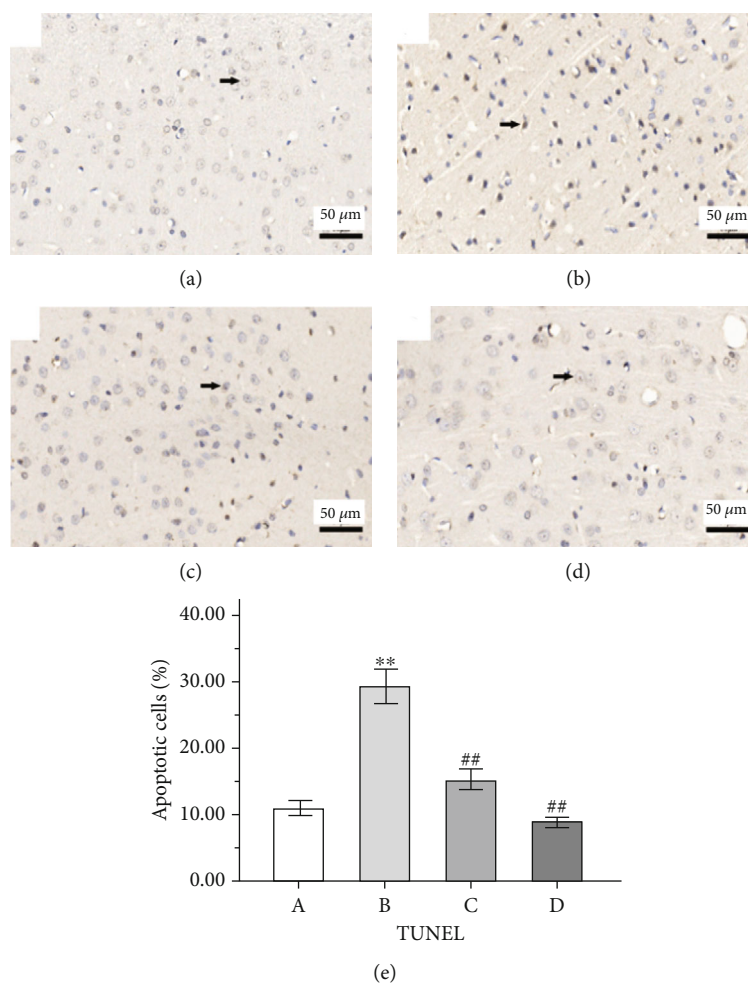 50 μm
50 μm
(a)
(b)
50 μm
50 μm
(c)
(d)
40.00
30.00
20.00
10.00
0.00
Apoptotic cells (%)
**
##
##
A B C D
TUNEL
(e)